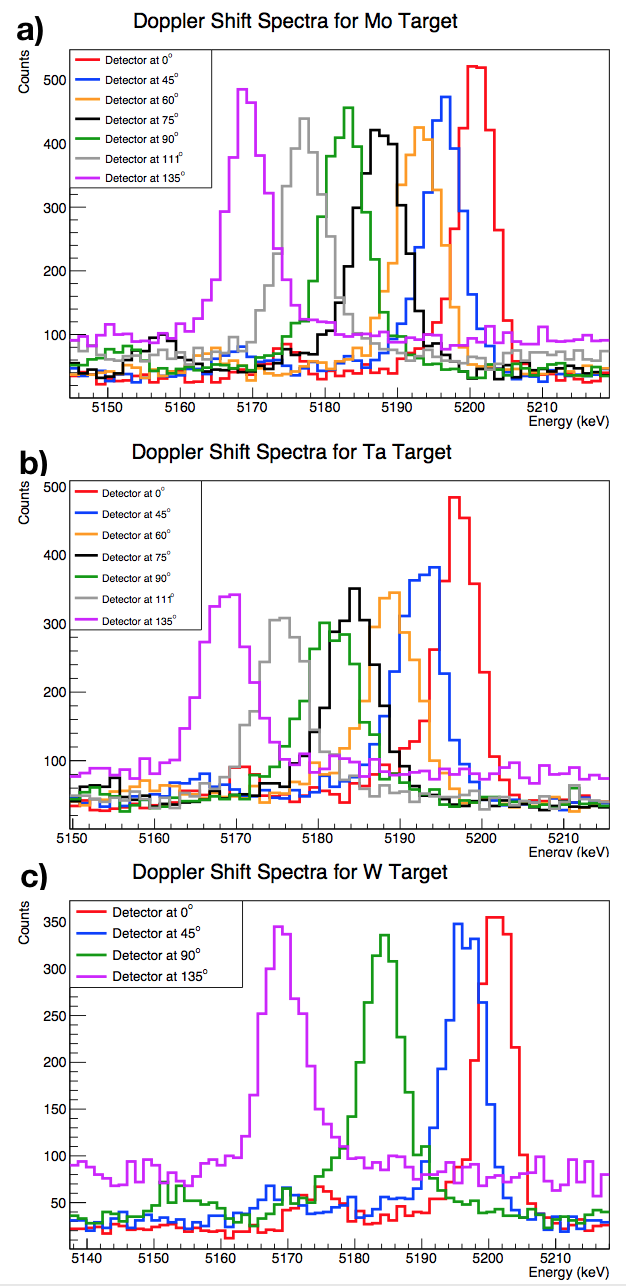 a)
Doppler Shift Spectra for Mo Target
Counts
500
400
300
200
100
Detector at 0°
Detector at 45°
Detector at 60°
Detector at 75°
Detector at 90°
Detector at 111°
Detector at 135°
5150 5160 5170 5180 5190 5200 5210
Energy (keV)
b)
Doppler Shift Spectra for Ta Target
Counts
500
400
300
200
100
Detector at 0°
Detector at 45°
Detector at 60°
Detector at 75°
Detector at 90°
Detector at 111°
Detector at 135°
5150 5160 5170 5180 5190 5200 5210
Energy (keV)
c)
Doppler Shift Spectra for W Target
Counts
350
300
250
200
150
100
50
Detector at 0°
Detector at 45°
Detector at 90°
Detector at 135°
5140 5150 5160 5170 5180 5190 5200 5210
Energy (keV)